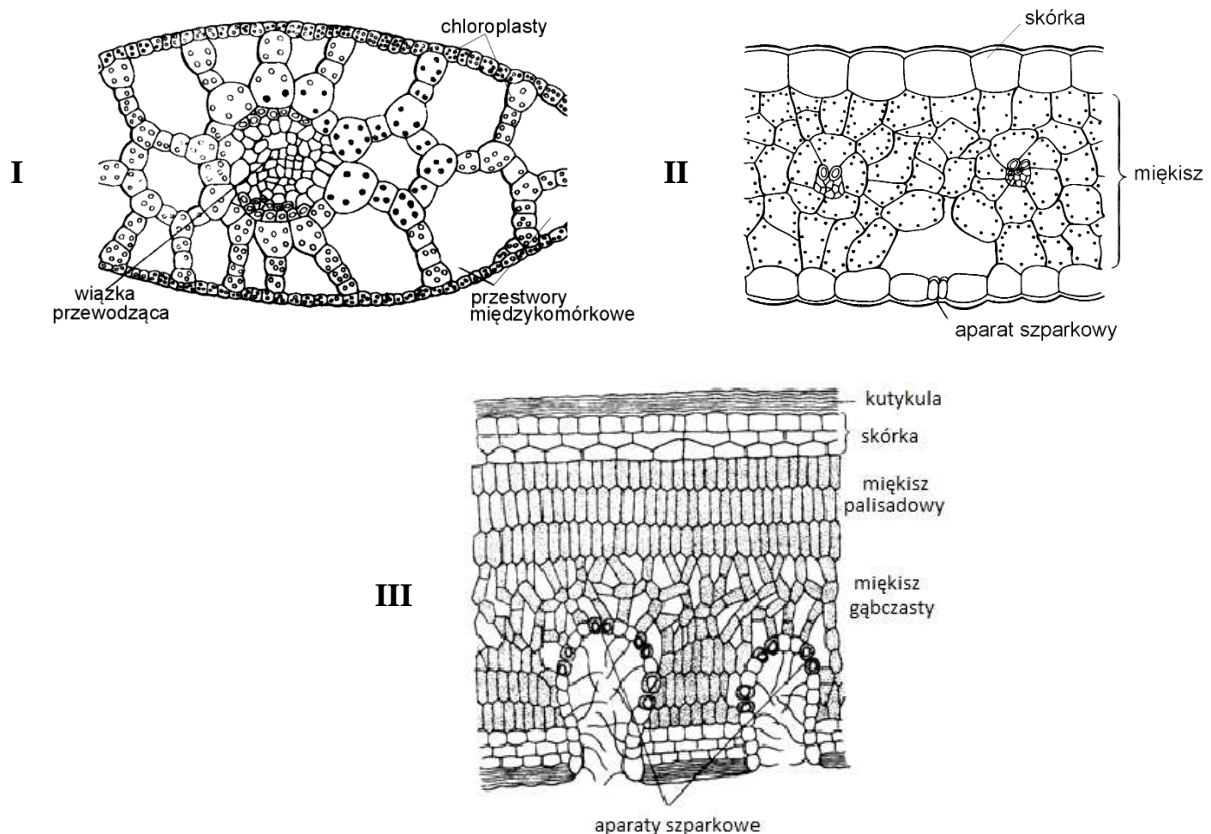 I
chloroplasty
wiązka
przewodząca
przestwory
międzykomórkowe
II
skórka
miękisz
aparat szparkowy
III
kutykula
skórka
miękisz
palisadowy
miękisz
gąbczasty
aparaty szparkowe